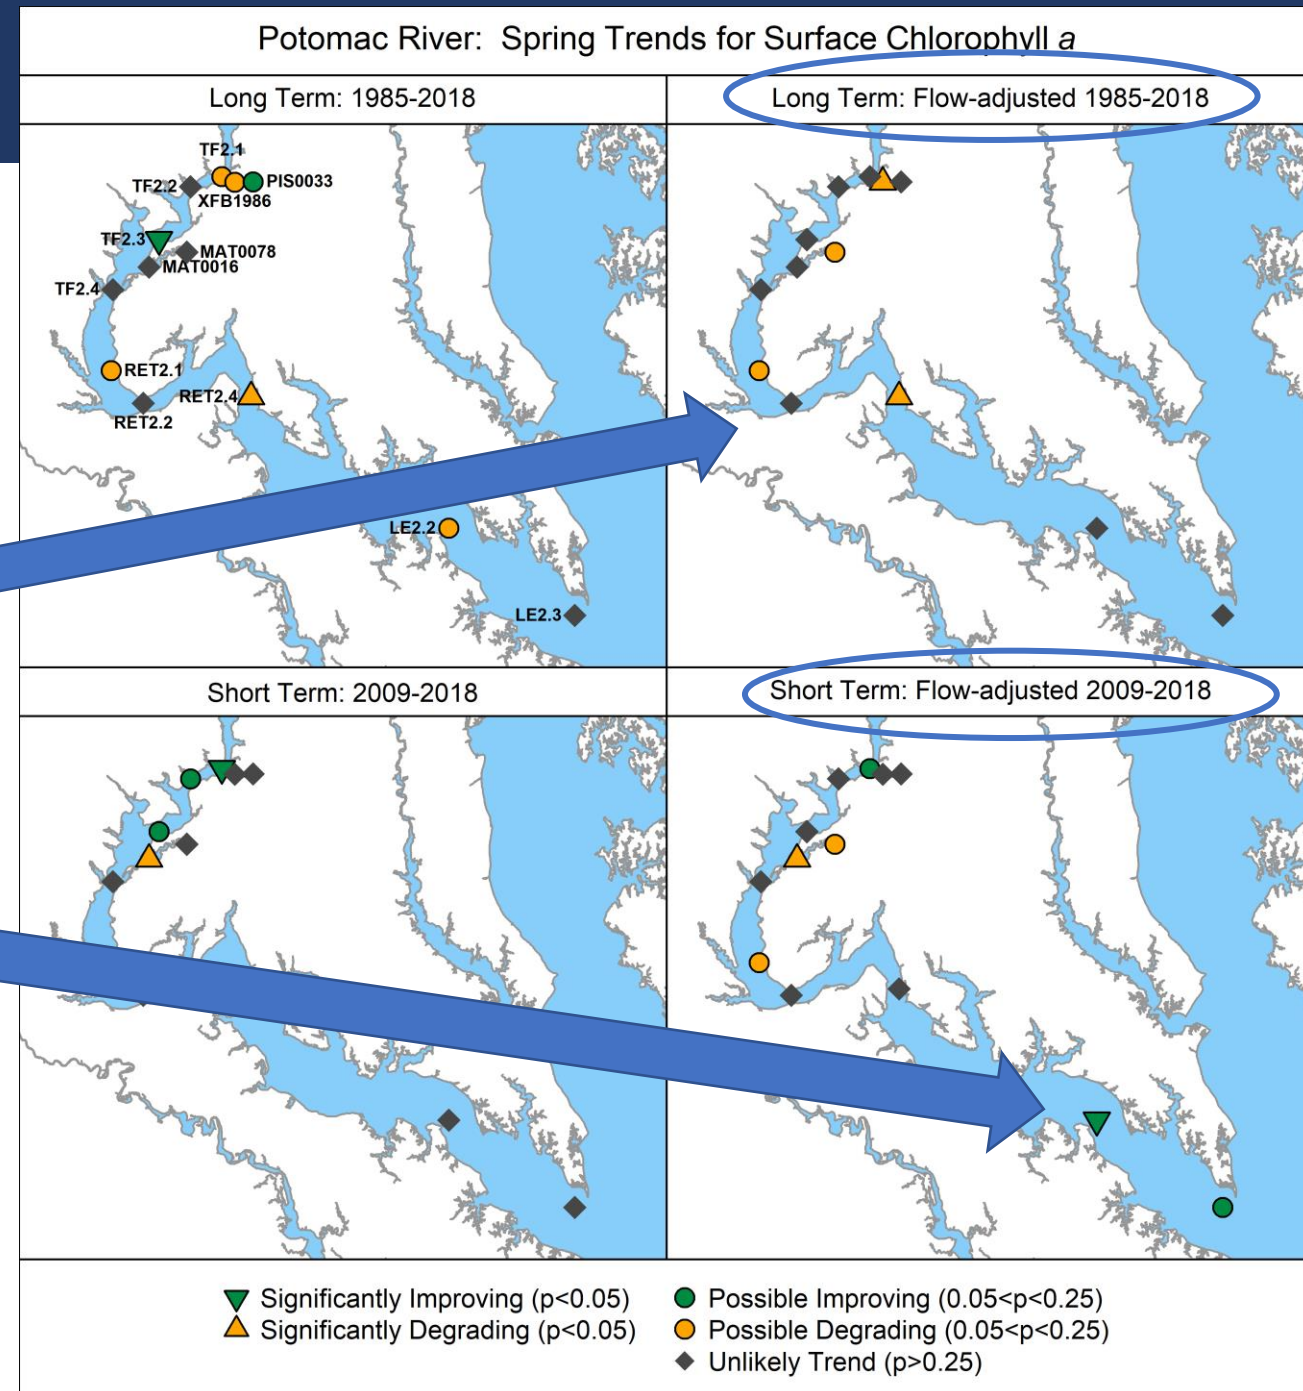 Potomac River: Spring Trends for Surface Chlorophyll a
Long Term: 1985-2018
Long Term: Flow-adjusted 1985-2018
TF2.1
TF2.2
PIS0033
XFB1986
TF2.3
MAT0078
MAT0016
TF2.4
RET2.1
RET2.4
RET2.2
LE2.2
LE2.3
Short Term: 2009-2018
Short Term: Flow-adjusted 2009-2018
Significantly Improving (p<0.05)
Possible Improving (0.05<p<0.25)
Significantly Degrading (p<0.05)
Possible Degrading (0.05<p<0.25)
Unlikely Trend (p>0.25)